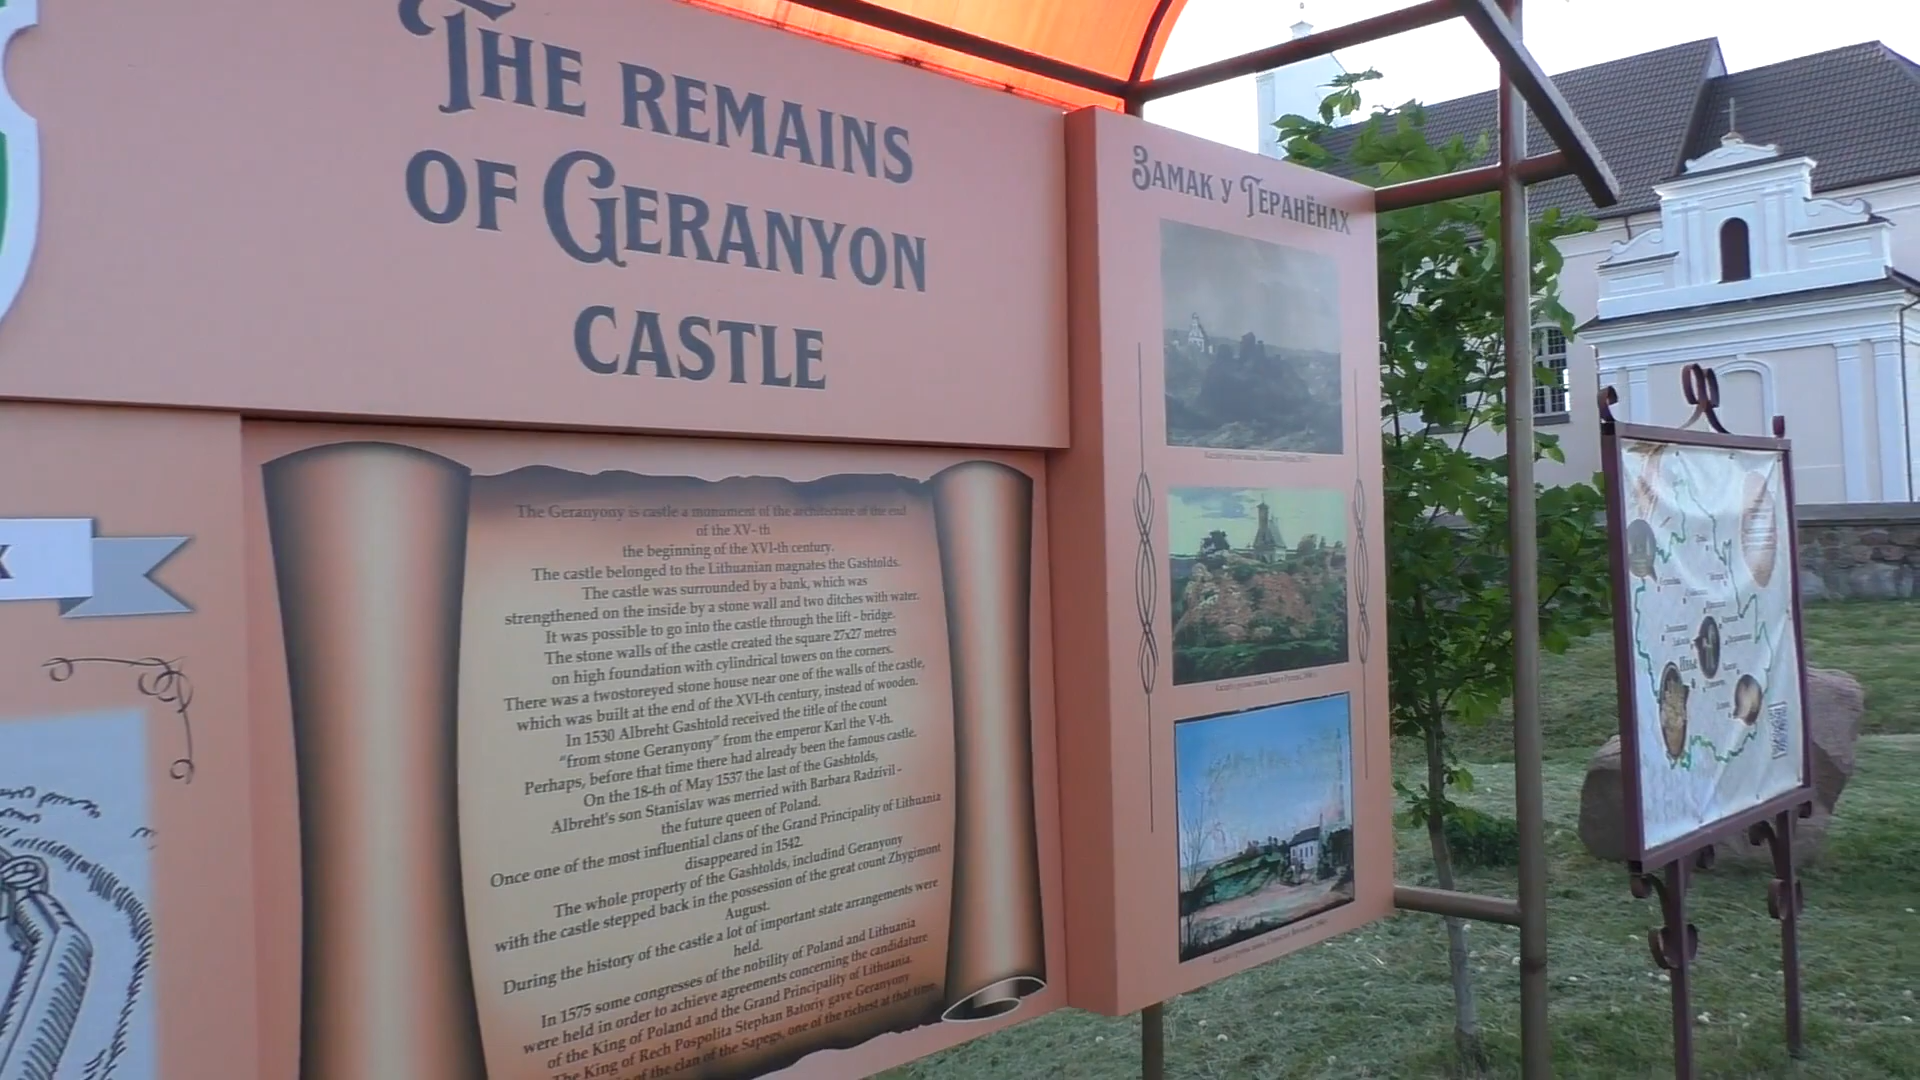 THE REMAINS
OF GERANYON
CASTLE
The Geranyony is castle a monument of the architecture of the end
of the XV-th
the beginning of the XVI-th century.
The castle belonged to the Lithuanian magnates the Gashtolds.
The castle was surrounded by a bank, which was
strengthened on the inside by a stone wall and two ditches with water.
It was possible to go into the castle through the lift - bridge.
The stone walls of the castle created the square 27x27 metres
on high foundation with cylindrical towers on the corners.
There was a twostoreyed stone house near one of the walls of the castle,
which was built at the end of the XVI-th century, instead of wooden.
In 1530 Albreht Gashtold received the title of the count
"from stone Geranyony" from the emperor Karl the V-th.
Perhaps, before that time there had already been the famous castle.
On the 18-th of May 1537 the last of the Gashtolds,
Albreht's son Stanislav was merried with Barbara Radzivil -
the future queen of Poland.
Once one of the most influential clans of the Grand Principality of Lithuania
disappeared in 1542.
The whole property of the Gashtolds, includind Geranyony
with the castle stepped back in the possession of the great count Zhygimont
August.
During the history of the castle a lot of important state arrangements were
held.
In 1575 some congresses of the nobility of Poland and Lithuania
were held in order to achieve agreements concerning the candidature
of the King of Poland and the Grand Principality of Lithuania.
The King of Rech Pospolita Stephan Batoriy gave Geranyony
of the clan of the Sapegs, one of the richest at that time
ЗАМАК У ГЕРАНЁНАХ